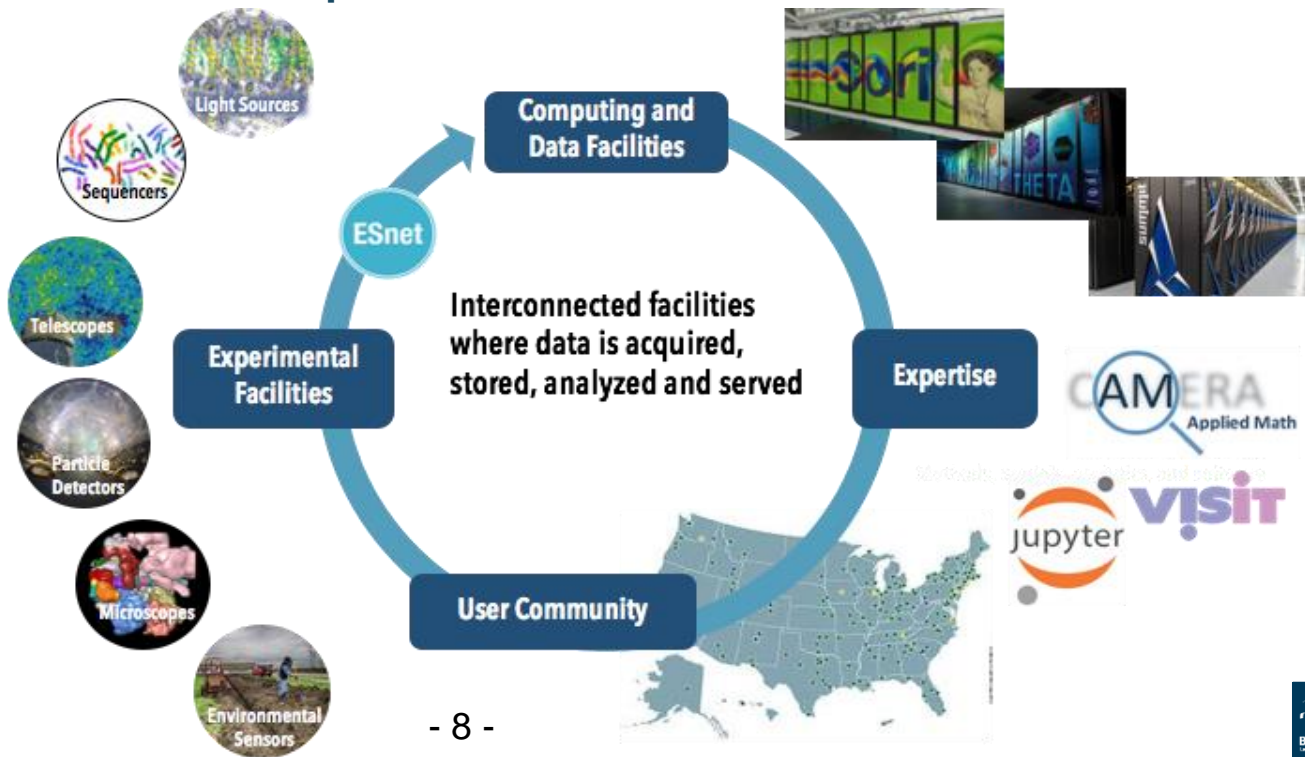 Light Sources
Sequencers
Telescopes
Particle
Detectors
Microscopes
Environmental
Sensors
ESnet
Experimental
Facilities
Computing and
Data Facilities
Interconnected facilities
where data is acquired,
stored, analyzed and served
Expertise
User Community
cori
THETA
summit
CAMERA
Applied Math
jupyter
VISIT
- 8 -